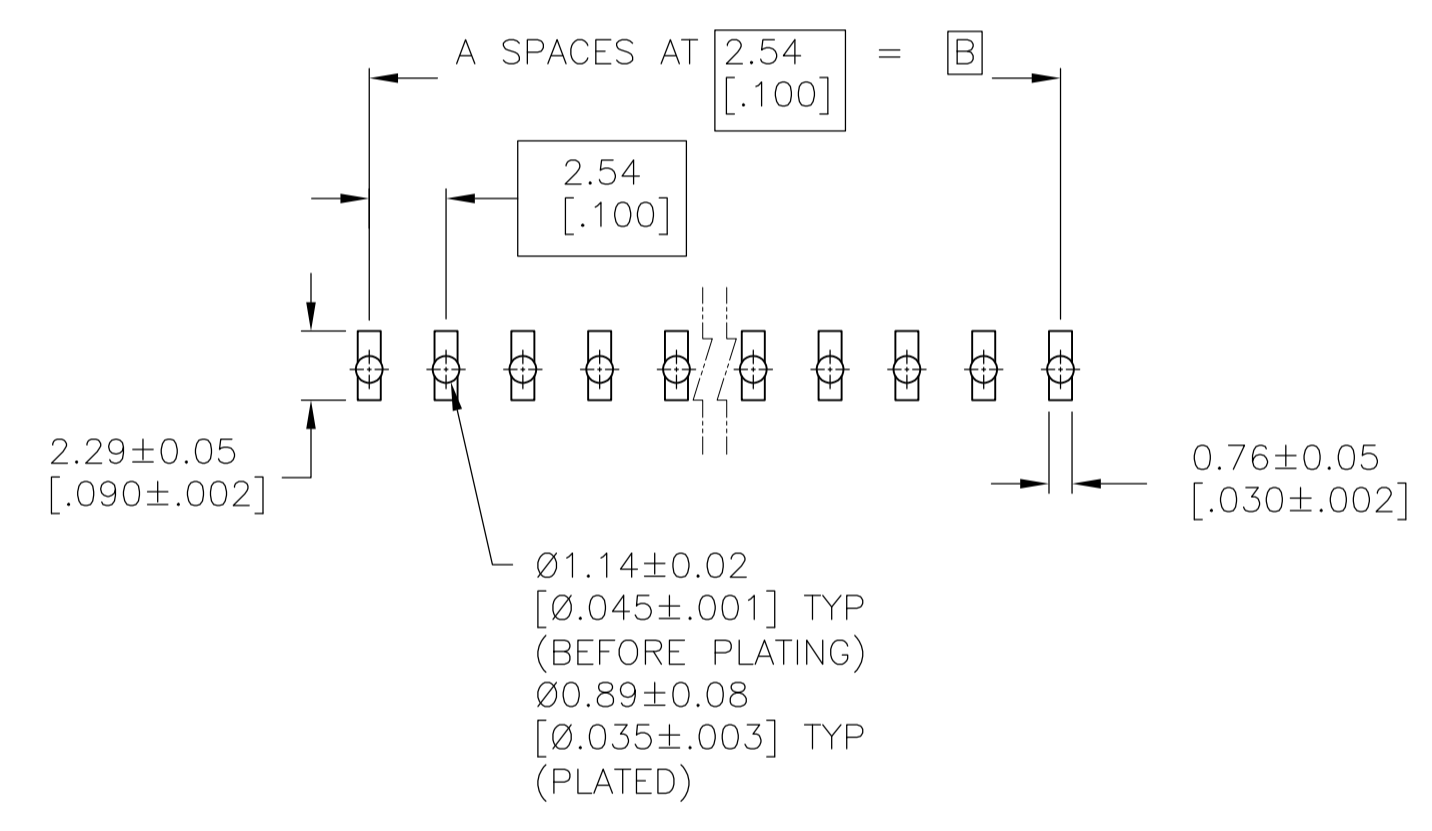 A SPACES AT 2.54 = B
[.100]
2.54
[.100]
2.29±0.05
[.090±.002]
0.76±0.05
[.030±.002]
Ø1.14±0.02
[Ø.045±.001] TYP
(BEFORE PLATING)
Ø0.89±0.08
[Ø.035±.003] TYP
(PLATED)